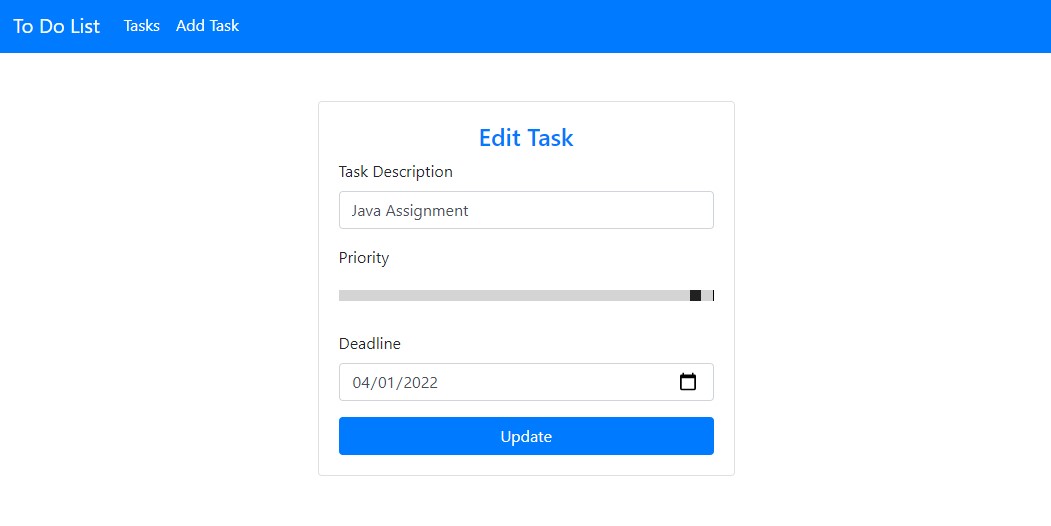 To Do List Tasks Add Task
Edit Task
Task Description
Java Assignment
Priority
Deadline
04/01/2022
Update